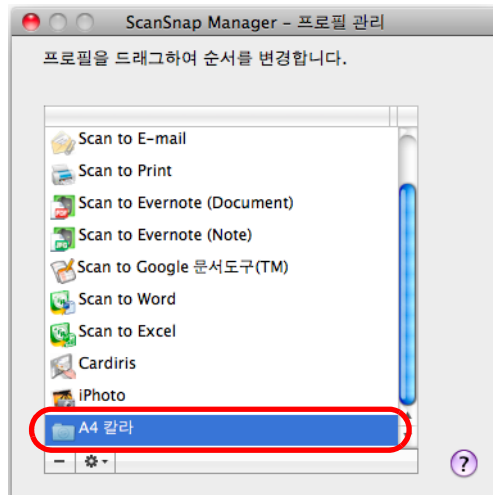 ScanSnap Manager – 프로필 관리
프로필을 드래그하여 순서를 변경합니다.
Scan to E-mail
Scan to Print
Scan to Evernote (Document)
Scan to Evernote (Note)
Scan to Google 문서도구(TM)
Scan to Word
Scan to Excel
Cardiris
iPhoto
A4 칼라
?